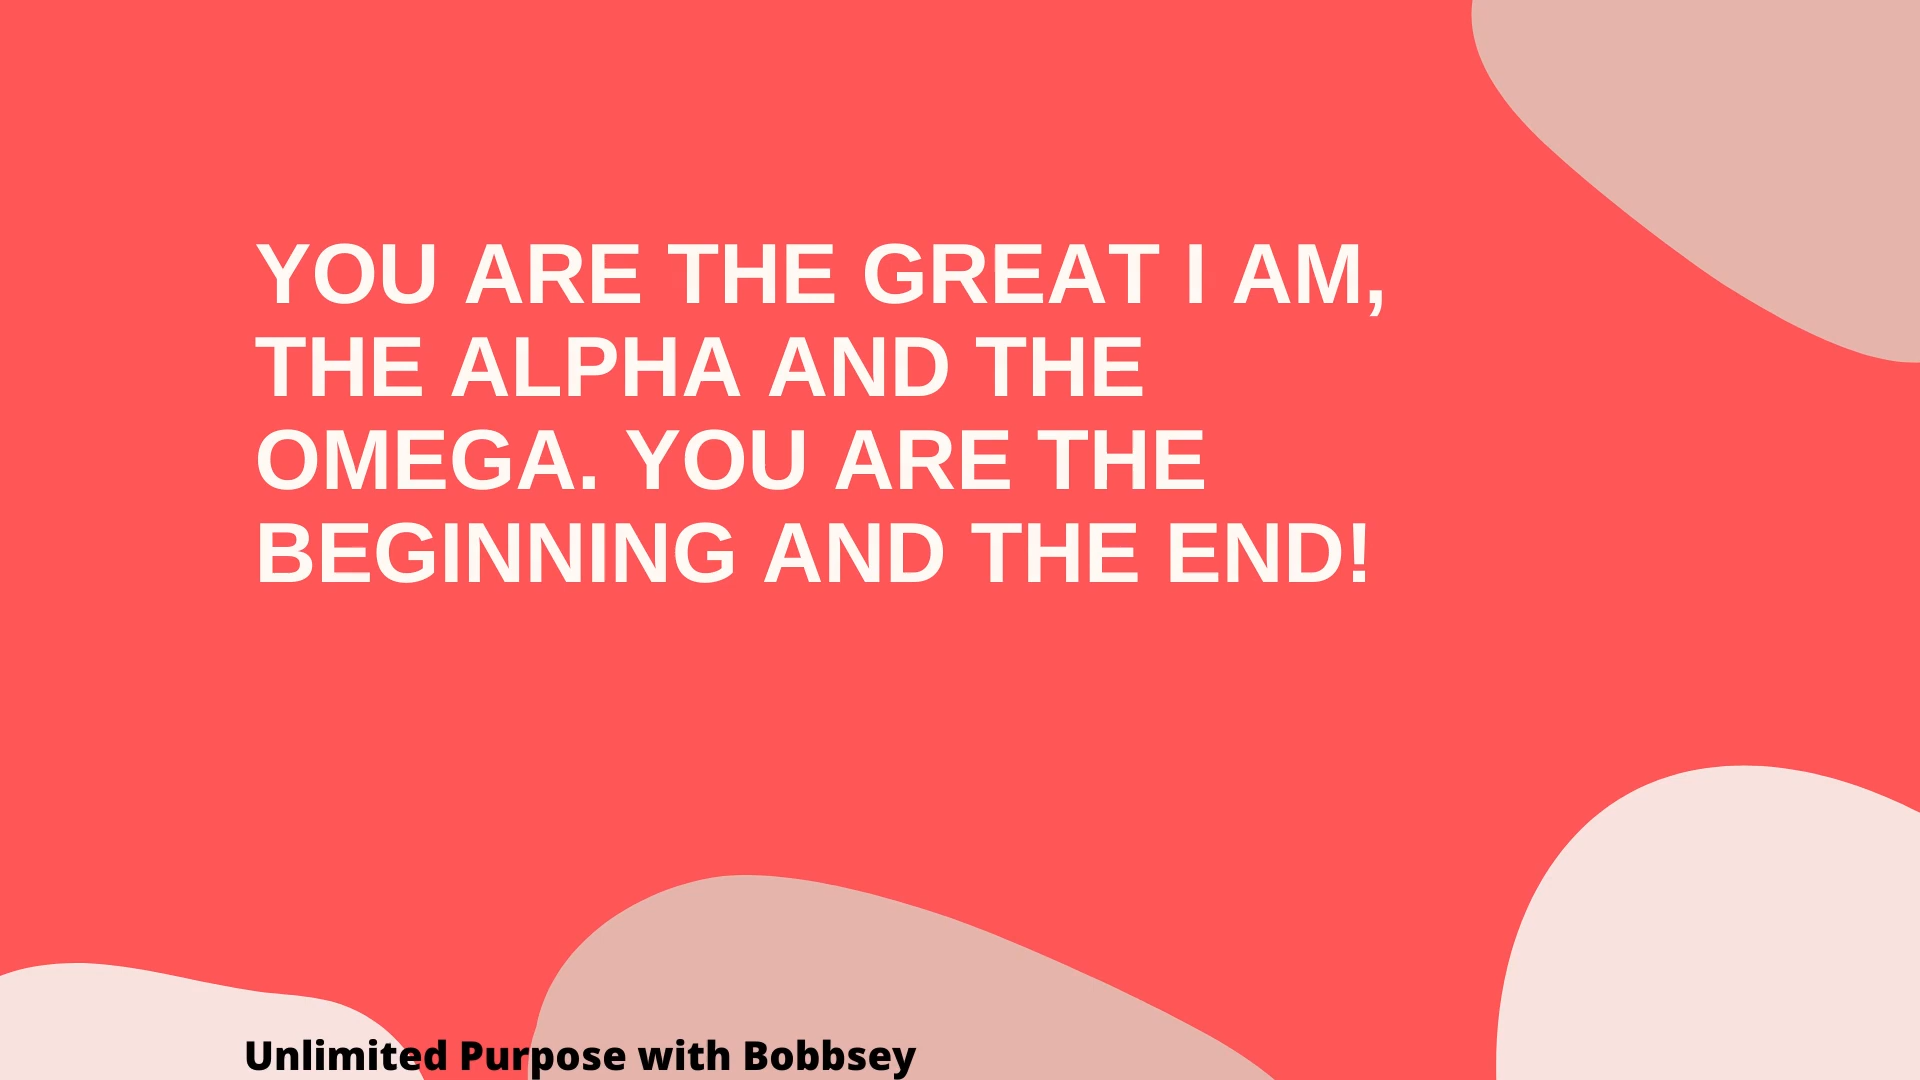 YOU ARE THE GREAT I AM,
THE ALPHA AND THE
OMEGA. YOU ARE THE
BEGINNING AND THE END!
Unlimited Purpose with Bobbsey